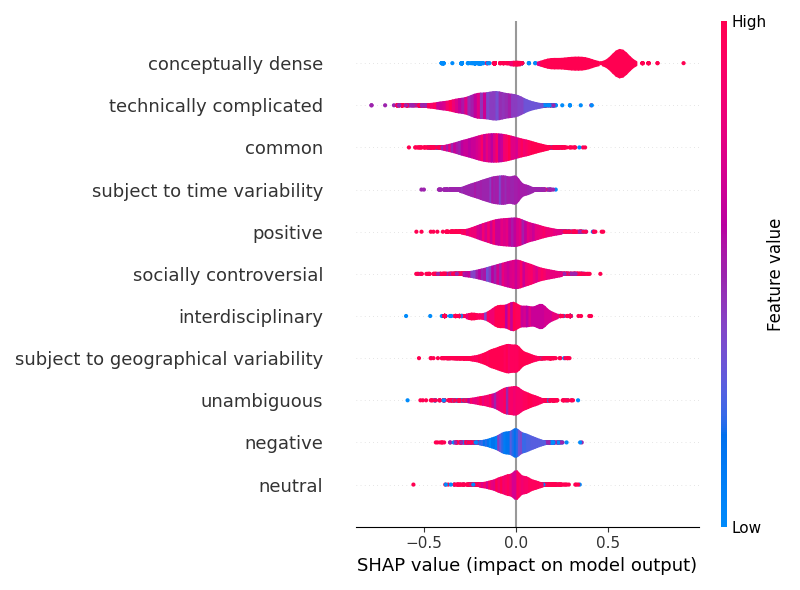 High
conceptually dense
technically complicated
common
subject to time variability
positive
socially controversial
interdisciplinary
subject to geographical variability
unambiguous
negative
neutral
Feature value
Low
−0.5 0.0 0.5
SHAP value (impact on model output)